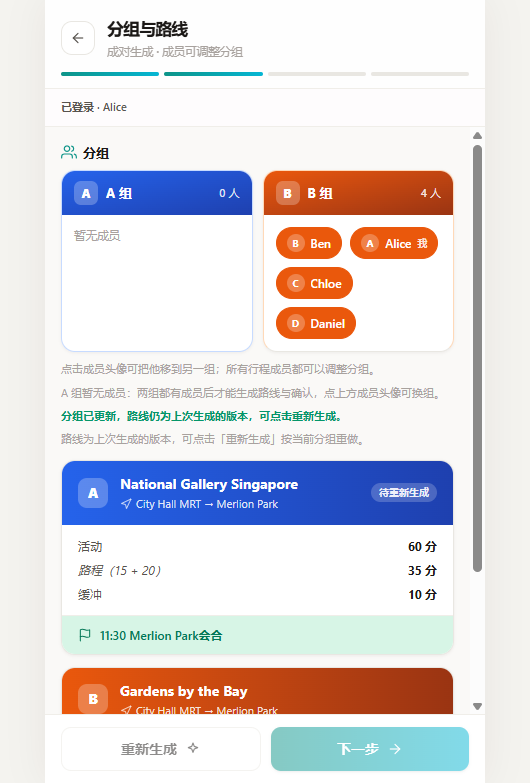 分组与路线
成对生成 · 成员可调整分组
已登录 · Alice
分组
A A 组 0 人
暂无成员
B B 组 4 人
B Ben
A Alice 我
C Chloe
D Daniel
点击成员头像可把他移到另一组；所有行程成员都可以调整分组。
A 组暂无成员：两组都有成员后才能生成路线与确认，点上方成员头像可换组。
分组已更新，路线仍为上次生成的版本，可点击重新生成。
路线为上次生成的版本，可点击「重新生成」按当前分组重做。
A National Gallery Singapore 待重新生成
City Hall MRT → Merlion Park
活动 60 分
路程（15 + 20） 35 分
缓冲 10 分
11:30 Merlion Park会合
B Gardens by the Bay
City Hall MRT → Merlion Park
重新生成 下一步